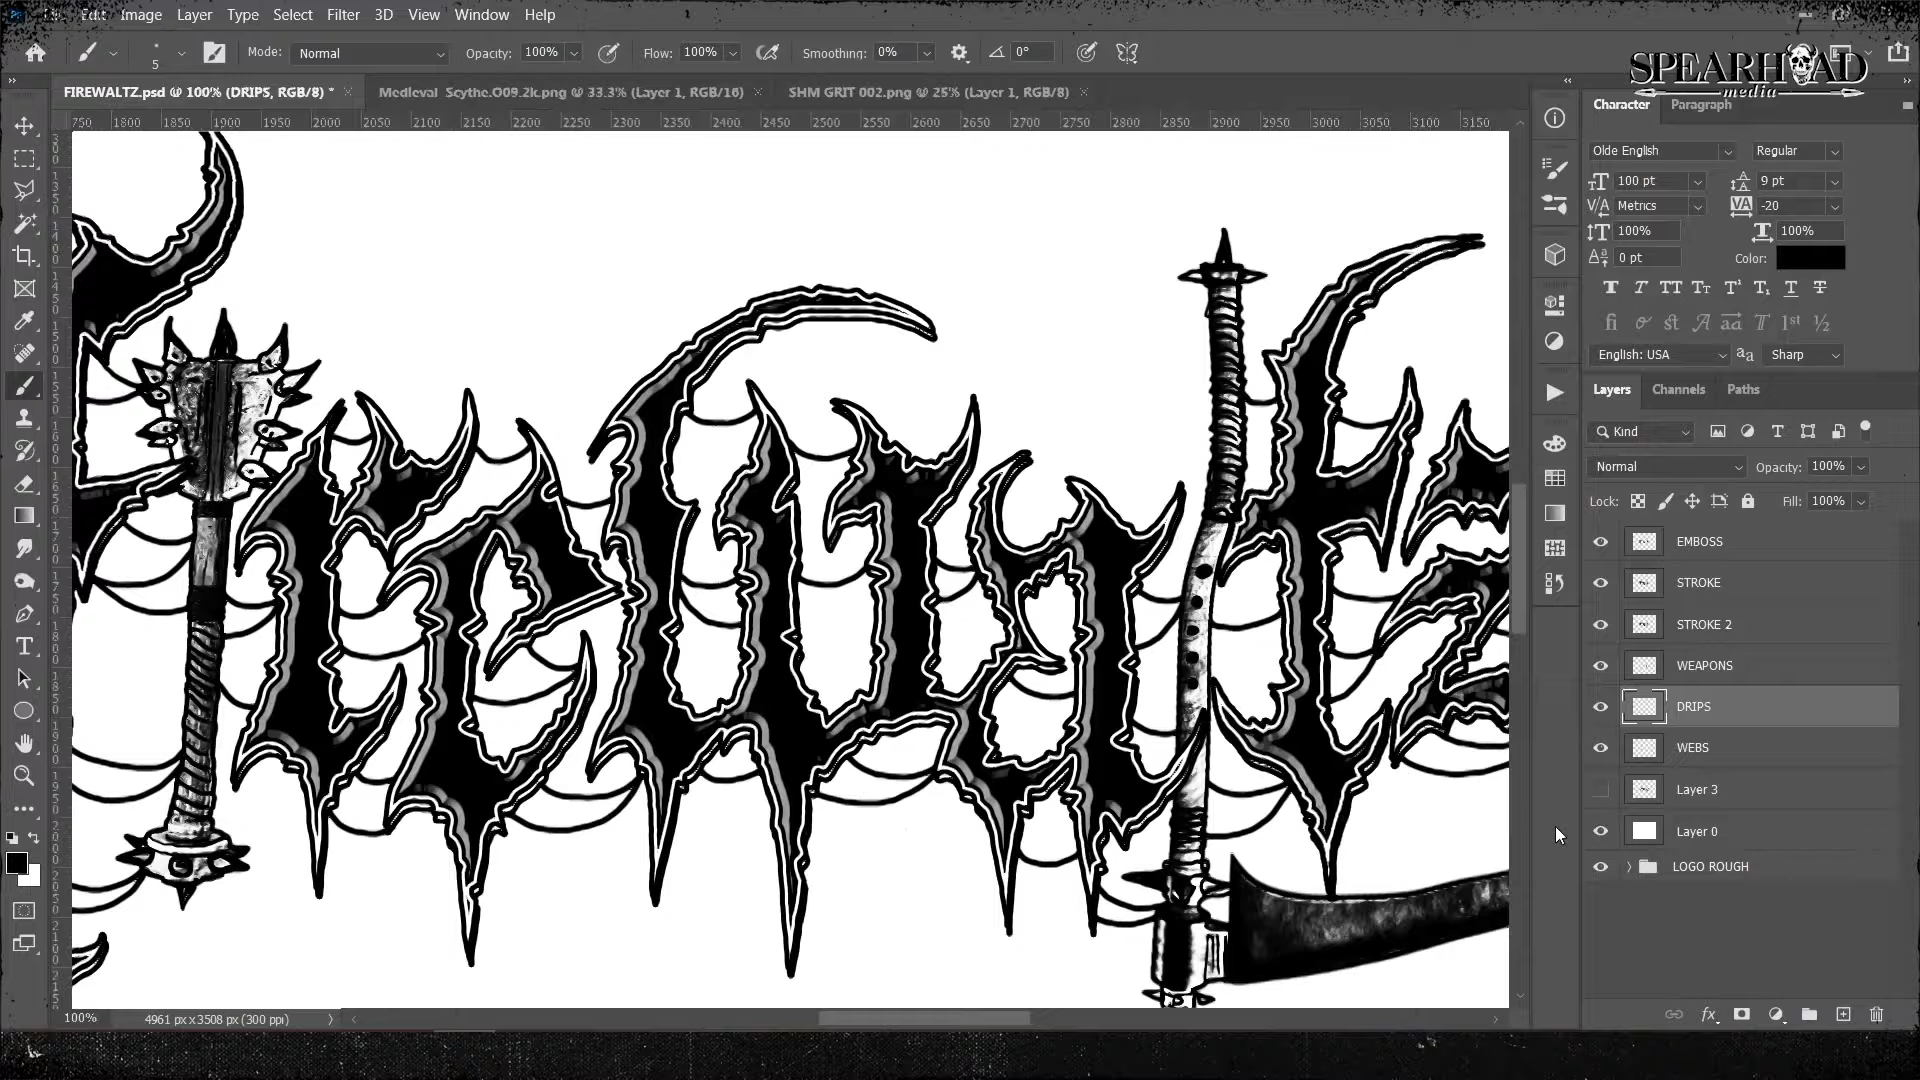 Edit Image Layer Type Select Filter 3D View Window Help
5 Mode: Normal Opacity: 100% Flow: 100% Smoothing: 0% 0°
SPEARHEAD
media
FIREWALTZ.psd @ 100% (DRIPS, RGB/8) * Medieval_Scythe.O09.2k.png @ 33.3% (Layer 1, RGB/16) SHM GRIT 002.png @ 25% (Layer 1, RGB/8)
750 1800 1850 1900 1950 2000 2050 2100 2150 2200 2250 2300 2350 2400 2450 2500 2550 2600 2650 2700 2750 2800 2850 2900 2950 3000 3050 3100 3150
Character Paragraph
Olde English Regular
100 pt 9 pt
Metrics -20
100% 100%
0 pt Color:
English: USA aa Sharp
Layers Channels Paths
Kind
Normal Opacity: 100%
Lock: Fill: 100%
EMBOSS
STROKE
STROKE 2
WEAPONS
DRIPS
WEBS
Layer 3
Layer 0
LOGO ROUGH
fx
100% 4961 px x 3508 px (300 ppi)